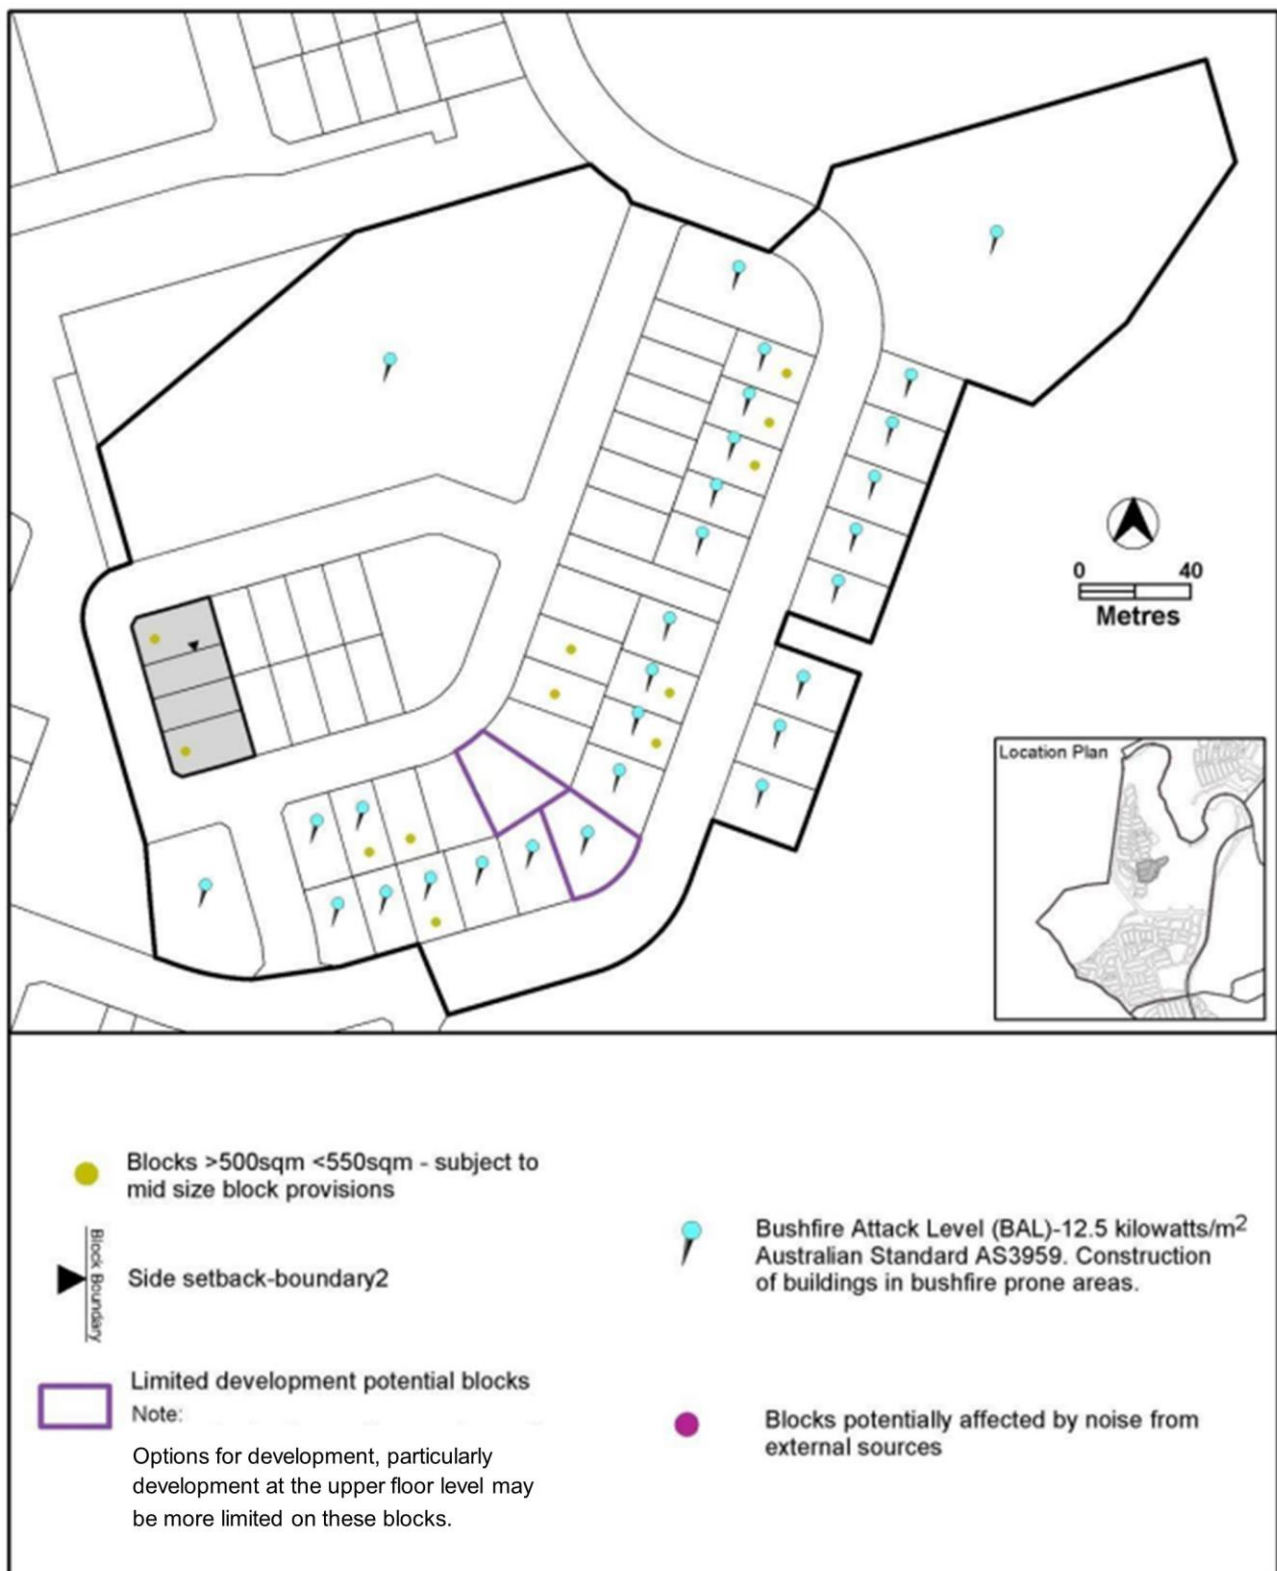 0 40
Metres
Location Plan
Blocks >500sqm <550sqm - subject to
mid size block provisions
Block Boundary
Side setback-boundary2
Limited development potential blocks
Note:
Options for development, particularly
development at the upper floor level may
be more limited on these blocks.
Bushfire Attack Level (BAL)-12.5 kilowatts/m2
Australian Standard AS3959. Construction
of buildings in bushfire prone areas.
Blocks potentially affected by noise from
external sources